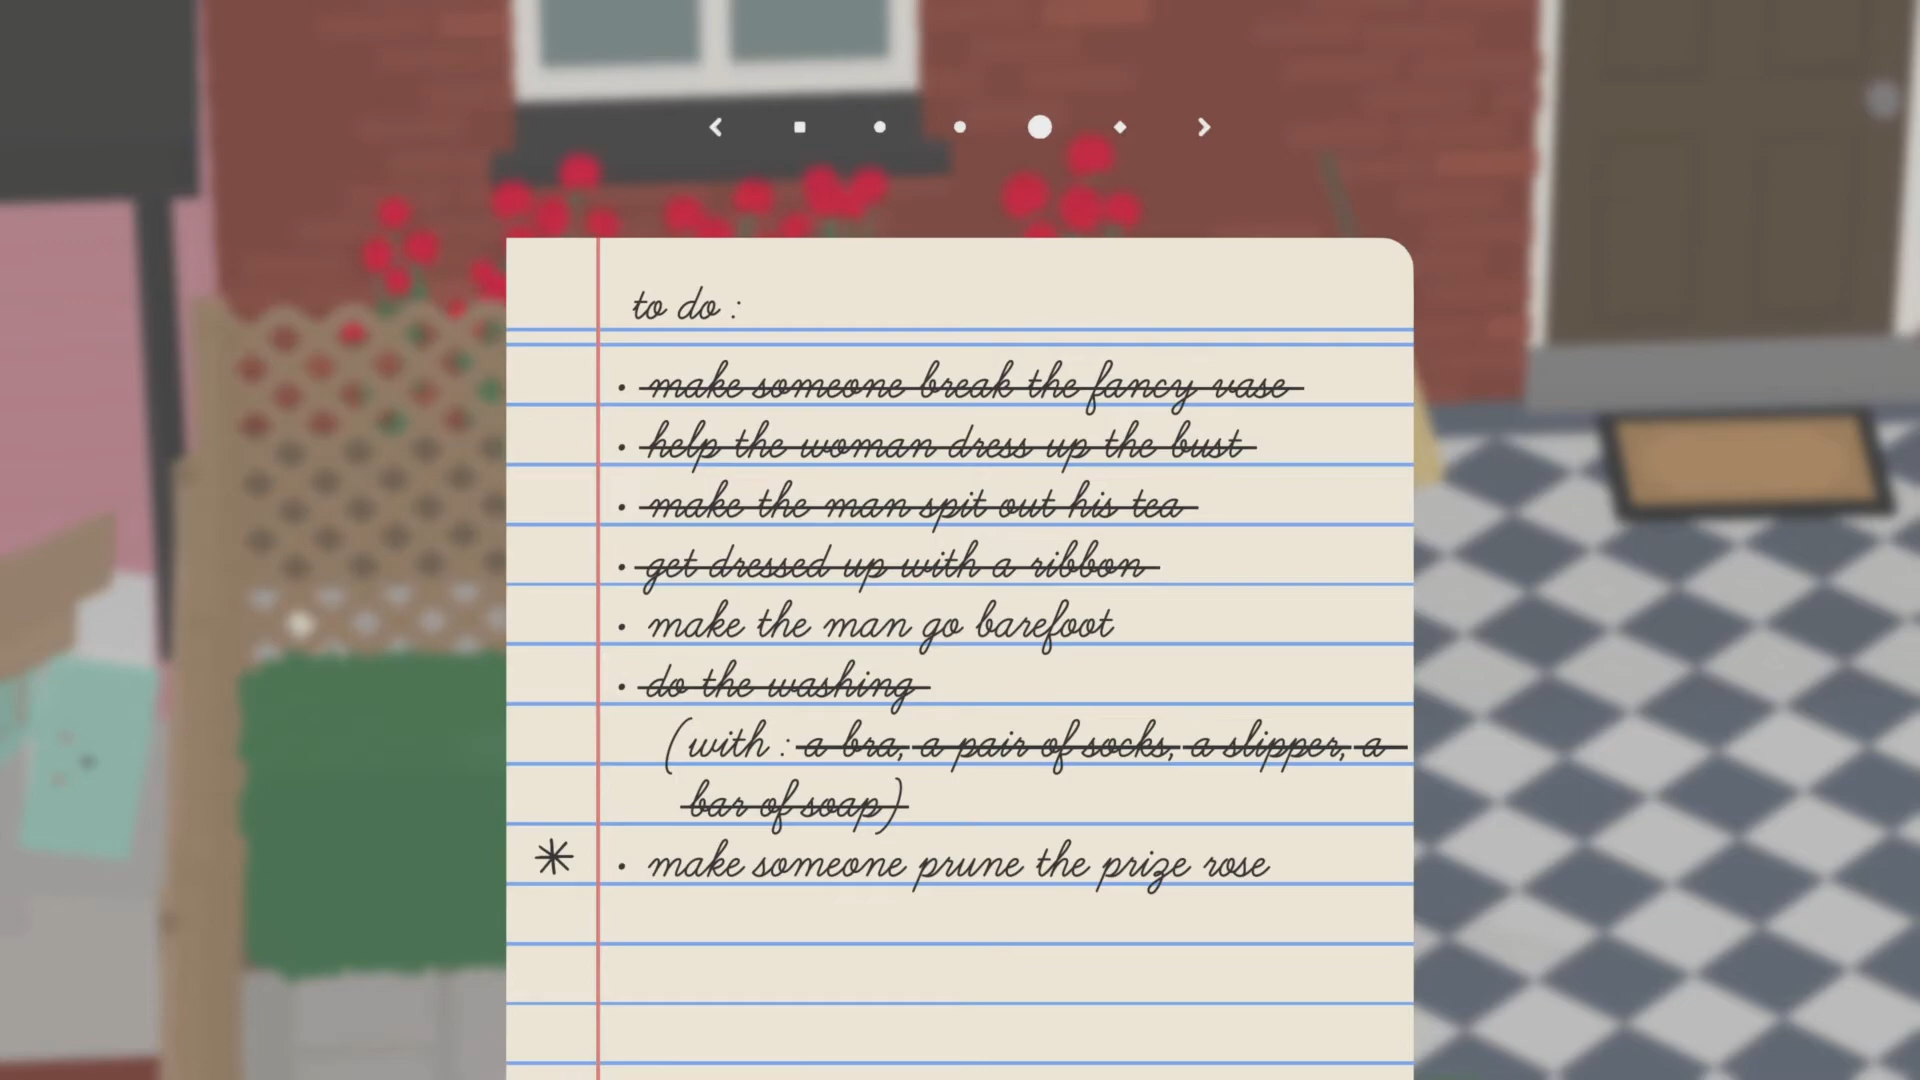 to do :
• make someone break the fancy vase
• help the woman dress up the bust
• make the man spit out his tea
• get dressed up with a ribbon
• make the man go barefoot
• do the washing
(with : a bra, a pair of socks, a slipper, a
bar of soap)
* • make someone prune the prize rose